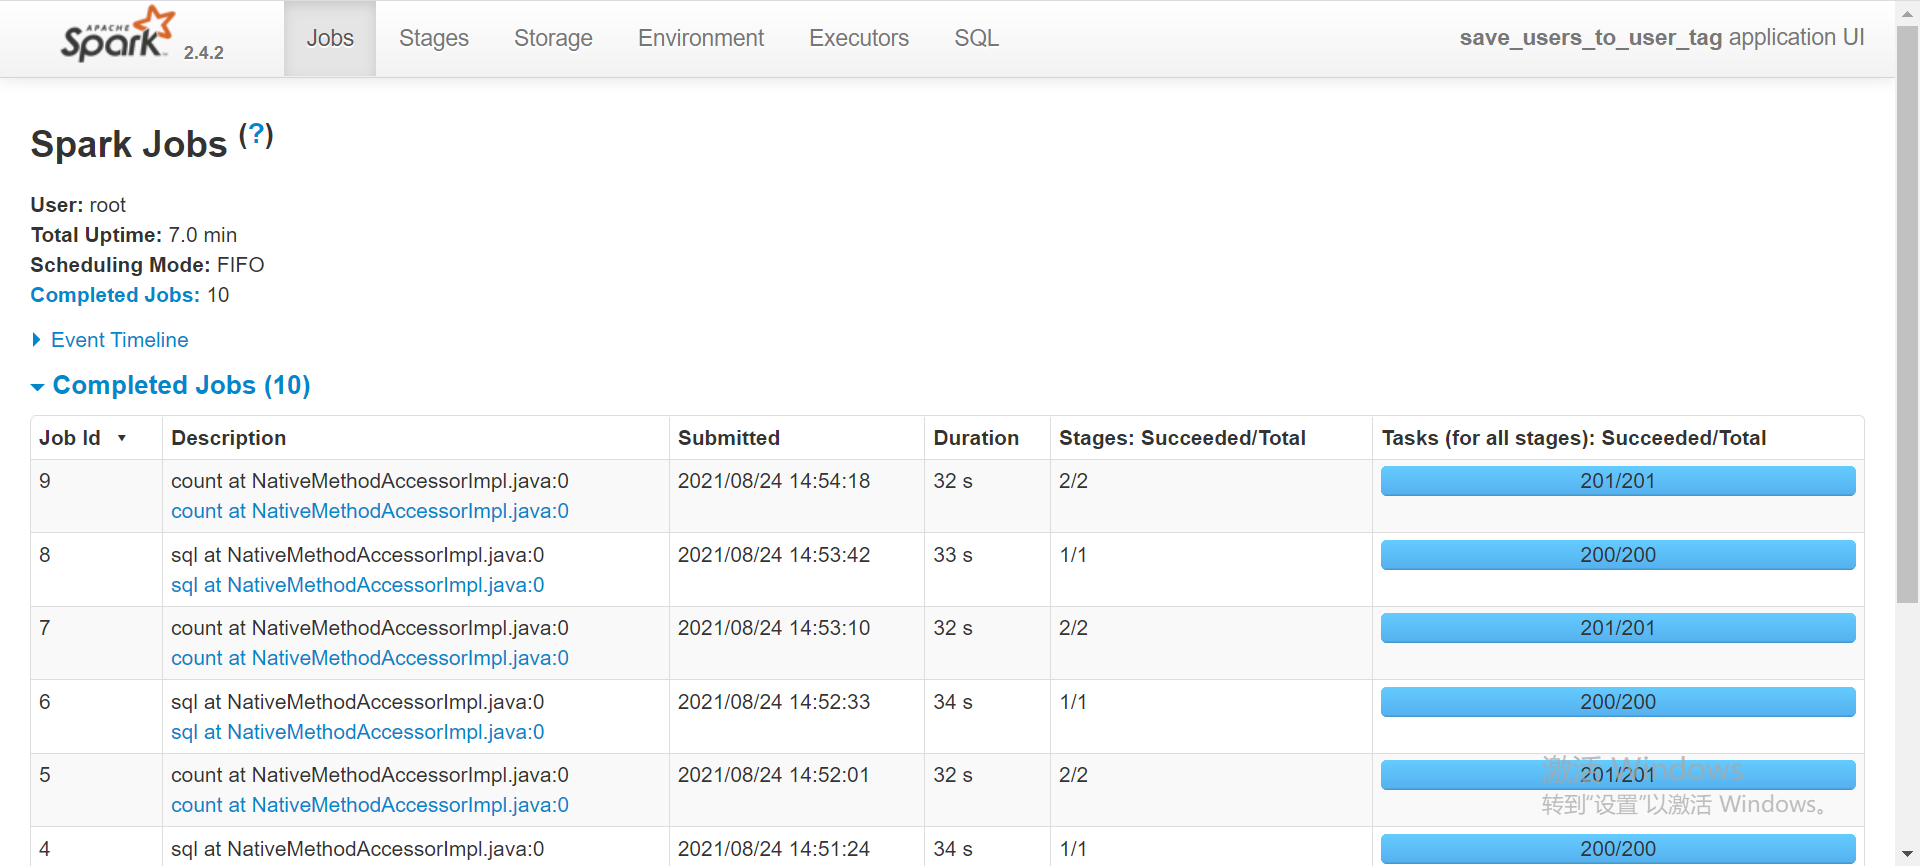 APACHE Spark 2.4.2 Jobs Stages Storage Environment Executors SQL save_users_to_user_tag application UI
Spark Jobs (?)
User: root
Total Uptime: 7.0 min
Scheduling Mode: FIFO
Completed Jobs: 10
Event Timeline
Completed Jobs (10)
Job Id Description Submitted Duration Stages: Succeeded/Total Tasks (for all stages): Succeeded/Total
9 count at NativeMethodAccessorImpl.java:0 2021/08/24 14:54:18 32 s 2/2 201/201
count at NativeMethodAccessorImpl.java:0
8 sql at NativeMethodAccessorImpl.java:0 2021/08/24 14:53:42 33 s 1/1 200/200
sql at NativeMethodAccessorImpl.java:0
7 count at NativeMethodAccessorImpl.java:0 2021/08/24 14:53:10 32 s 2/2 201/201
count at NativeMethodAccessorImpl.java:0
6 sql at NativeMethodAccessorImpl.java:0 2021/08/24 14:52:33 34 s 1/1 200/200
sql at NativeMethodAccessorImpl.java:0
5 count at NativeMethodAccessorImpl.java:0 2021/08/24 14:52:01 32 s 2/2 201/201
count at NativeMethodAccessorImpl.java:0
4 sql at NativeMethodAccessorImpl.java:0 2021/08/24 14:51:24 34 s 1/1 200/200
激活 Windows
转到“设置”以激活 Windows。